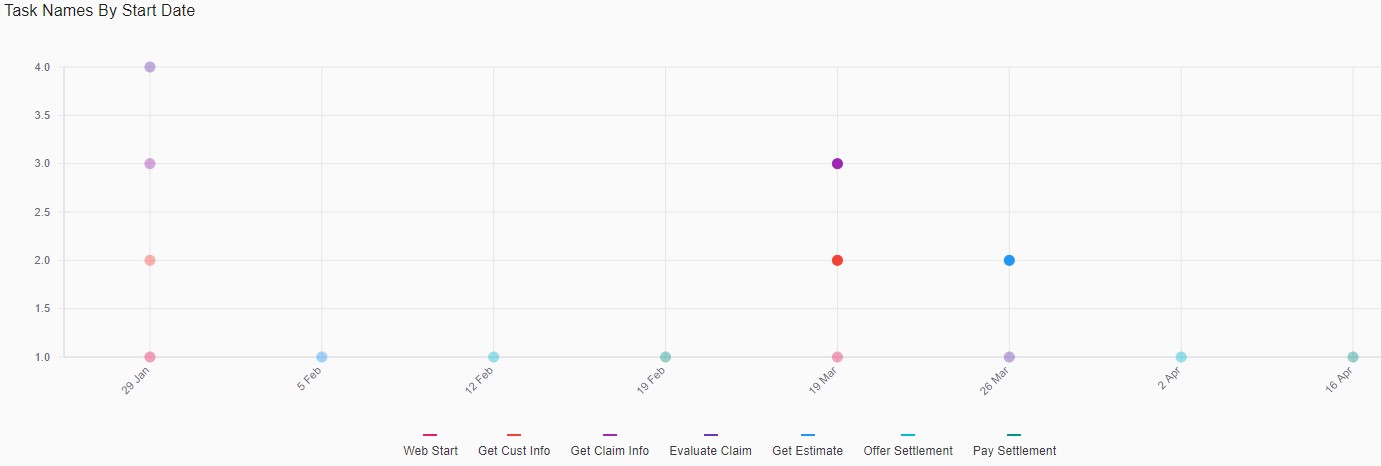 Task Names By Start Date
4.0
3.5
3.0
2.5
2.0
1.5
1.0
29 Jan 5 Feb 12 Feb 19 Feb 19 Mar 26 Mar 2 Apr 16 Apr
Web Start Get Cust Info Get Claim Info Evaluate Claim Get Estimate Offer Settlement Pay Settlement